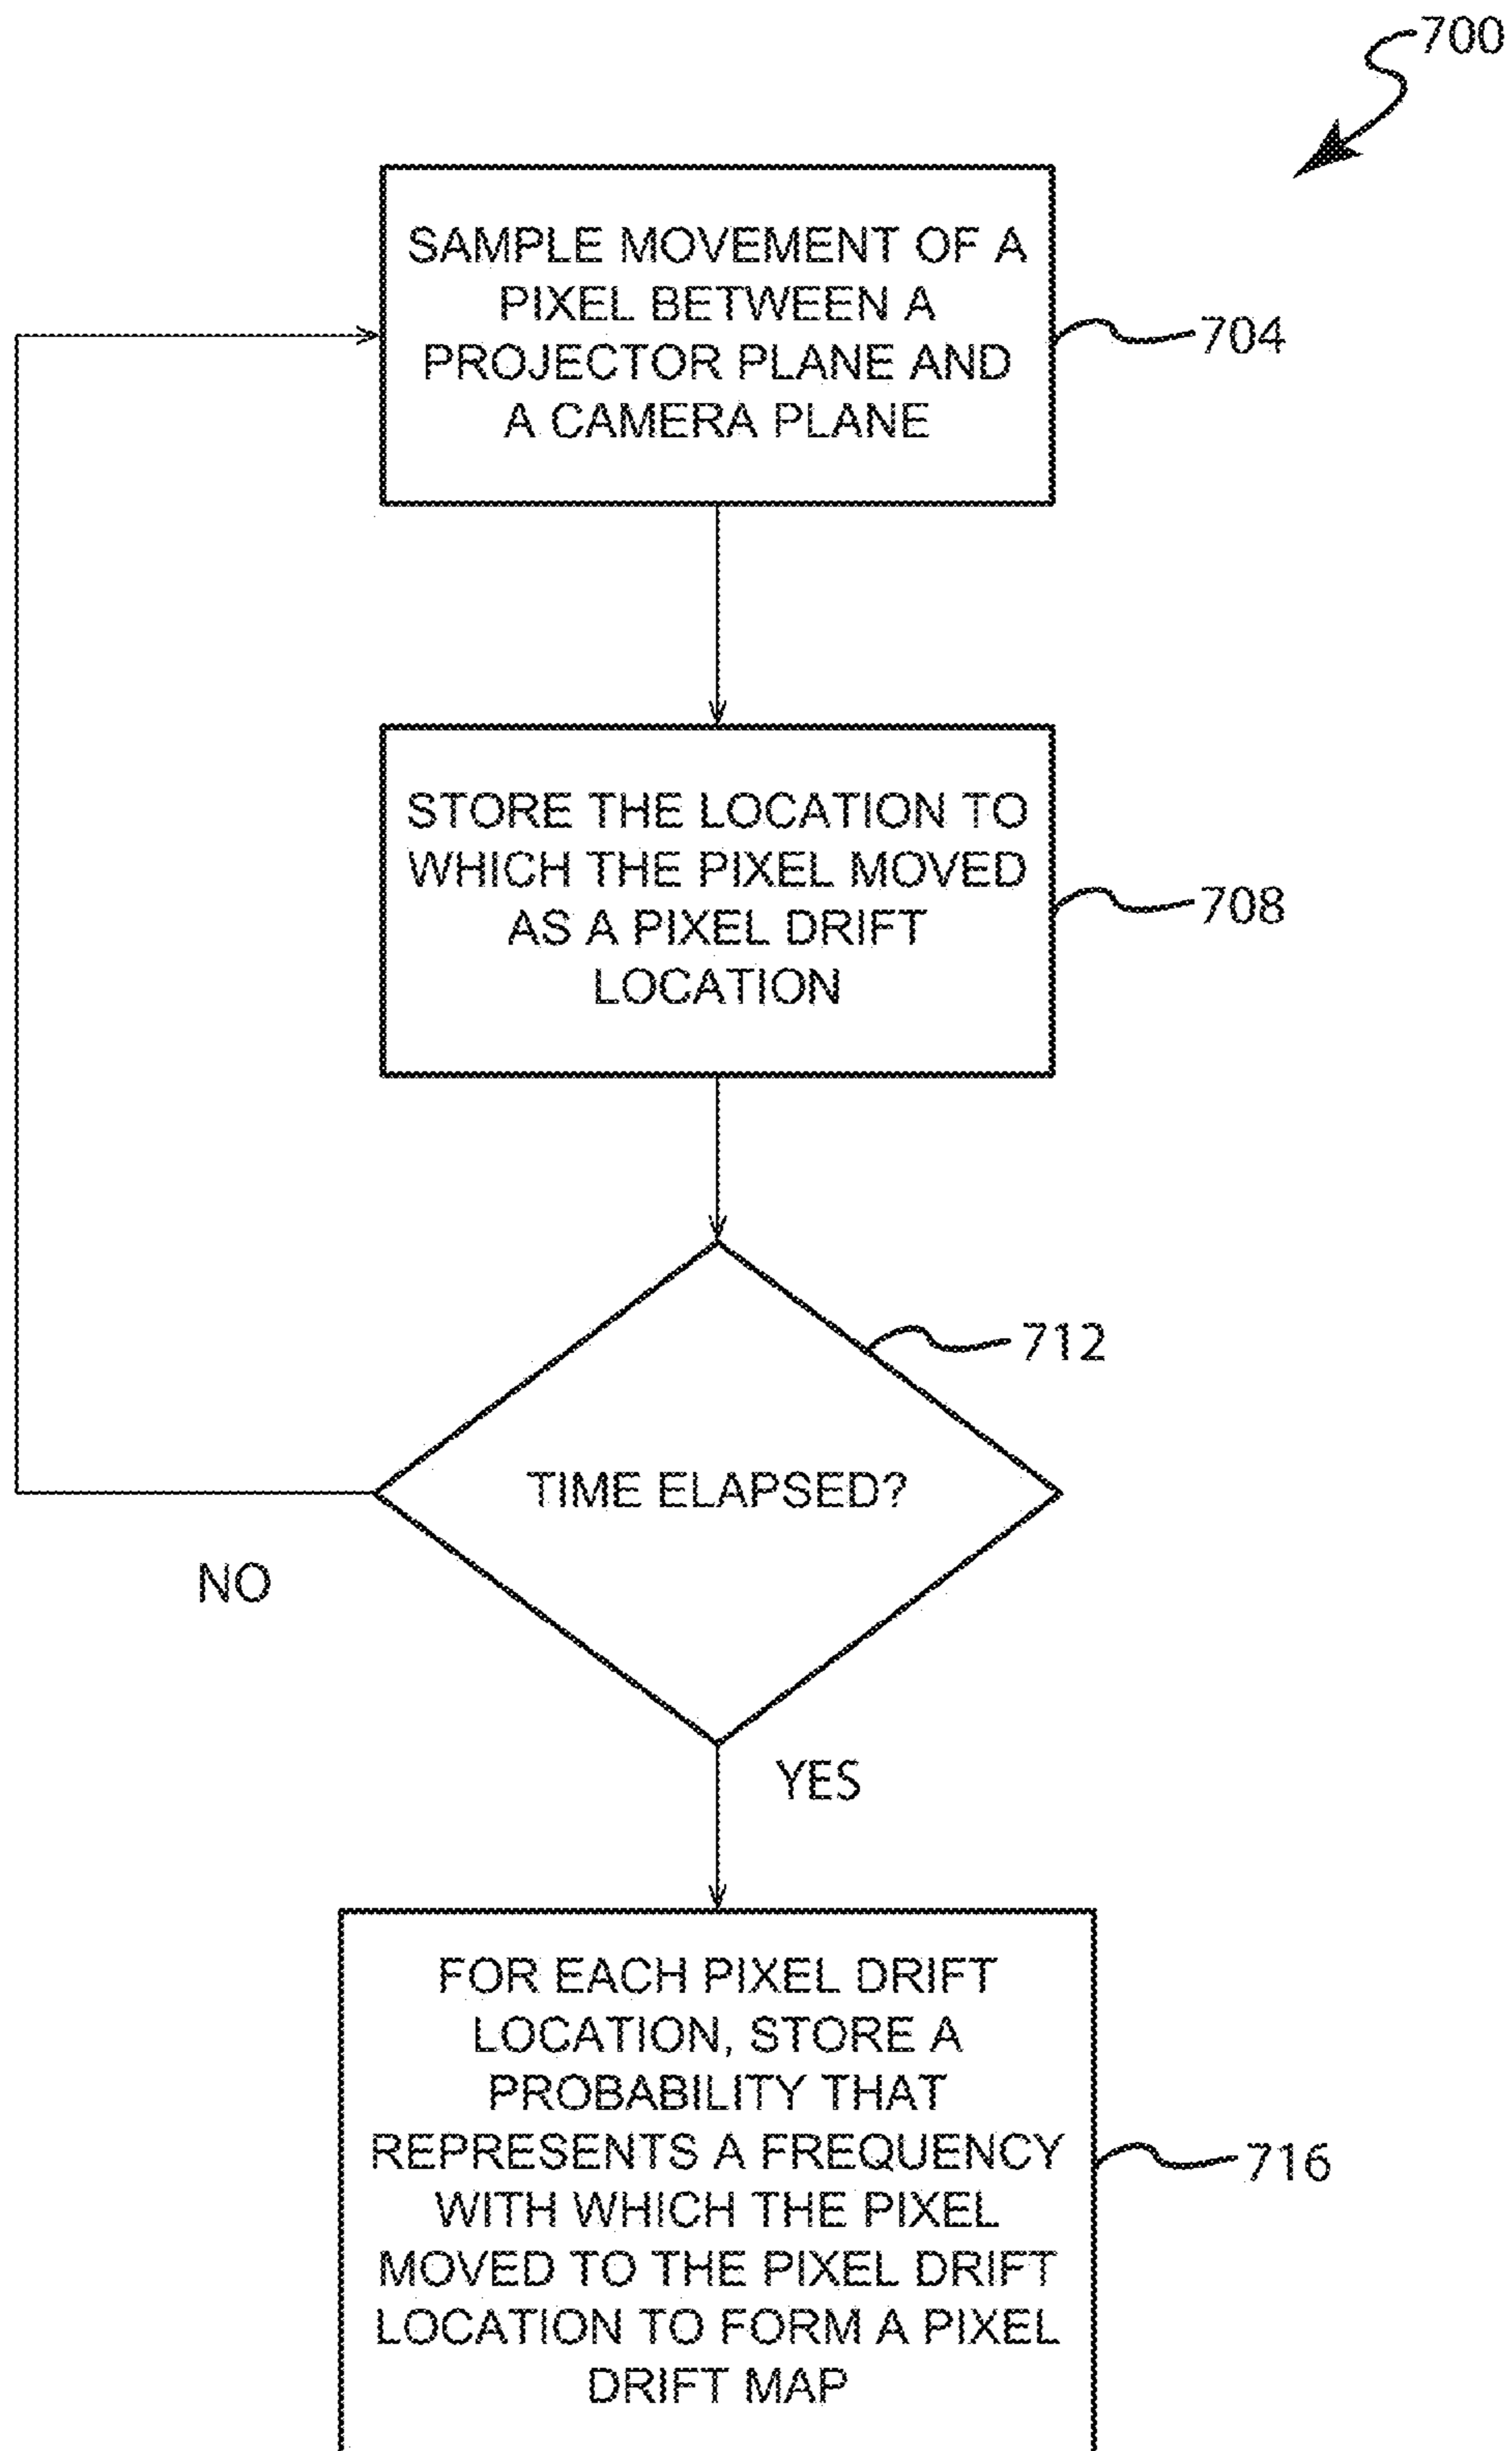 700
SAMPLE MOVEMENT OF A
PIXEL BETWEEN A
PROJECTOR PLANE AND
A CAMERA PLANE
704
STORE THE LOCATION TO
WHICH THE PIXEL MOVED
AS A PIXEL DRIFT
LOCATION
708
712
TIME ELAPSED?
NO
YES
FOR EACH PIXEL DRIFT
LOCATION, STORE A
PROBABILITY THAT
REPRESENTS A FREQUENCY
WITH WHICH THE PIXEL
MOVED TO THE PIXEL DRIFT
LOCATION TO FORM A PIXEL
DRIFT MAP
716